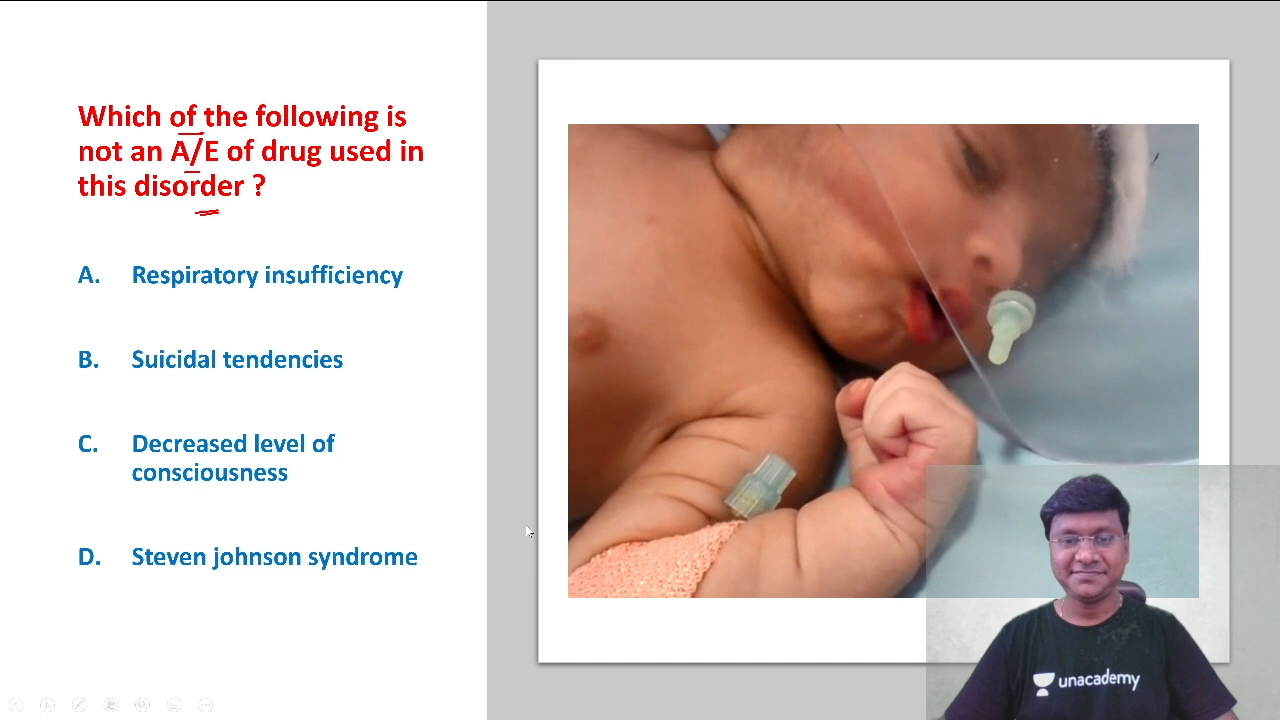 Which of the following is
not an A/E of drug used in
this disorder ?
A. Respiratory insufficiency
B. Suicidal tendencies
C. Decreased level of
consciousness
D. Steven johnson syndrome
unacademy